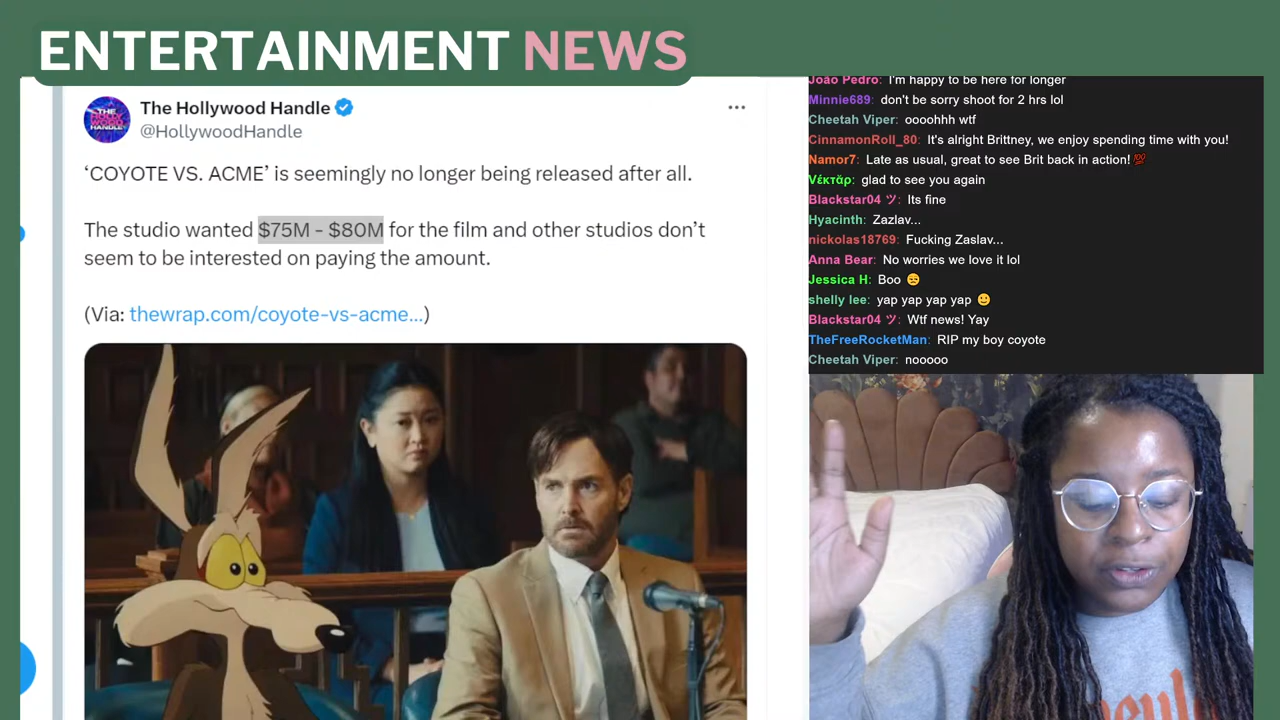 ENTERTAINMENT NEWS
The Hollywood Handle
@HollywoodHandle
‘COYOTE VS. ACME’ is seemingly no longer being released after all.
The studio wanted $75M - $80M for the film and other studios don’t
seem to be interested on paying the amount.
(Via: thewrap.com/coyote-vs-acme...)
THE HOLLYWOOD HANDLE
João Pedro: I'm happy to be here for longer
Minnie689: don't be sorry shoot for 2 hrs lol
Cheetah Viper: oooohhh wtf
CinnamonRoll_80: It's alright Brittney, we enjoy spending time with you!
Namor7: Late as usual, great to see Brit back in action! 💯
Vέκτăρ: glad to see you again
Blackstar04 ツ: Its fine
Hyacinth: Zazlav...
nickolas18769: Fucking Zaslav...
Anna Bear: No worries we love it lol
Jessica H: Boo 😒
shelly lee: yap yap yap yap 🙂
Blackstar04 ツ: Wtf news! Yay
TheFreeRocketMan: RIP my boy coyote
Cheetah Viper: nooooo